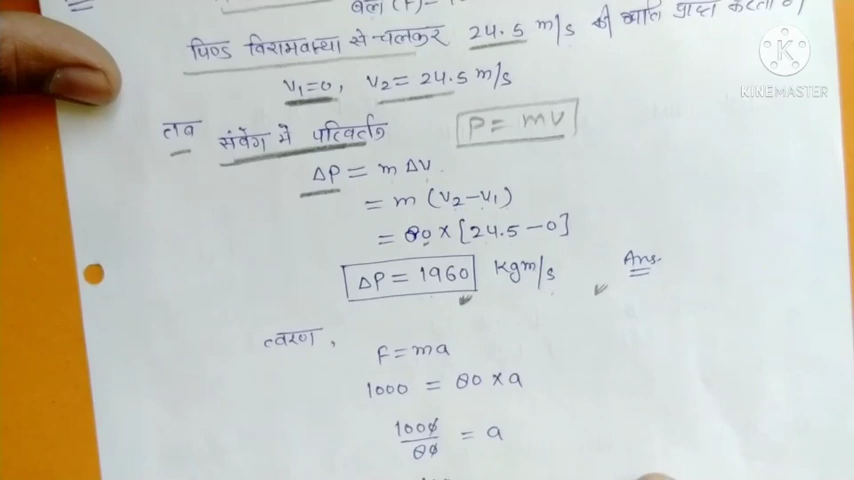 बल (F) =
पिण्ड विरामवस्था से चलकर 24.5 m/s की गति प्राप्त करता है।
V₁=0, V₂= 24.5 m/s
तब संवेग में परिवर्तन P = mV
ΔP = m ΔV
= m (V₂-V₁)
= 80 × [24.5-0]
ΔP = 1960 Kgm/s Ans.
त्वरण,
F = ma
1000 = 80 × a
1000/80 = a
K
KINEMASTER